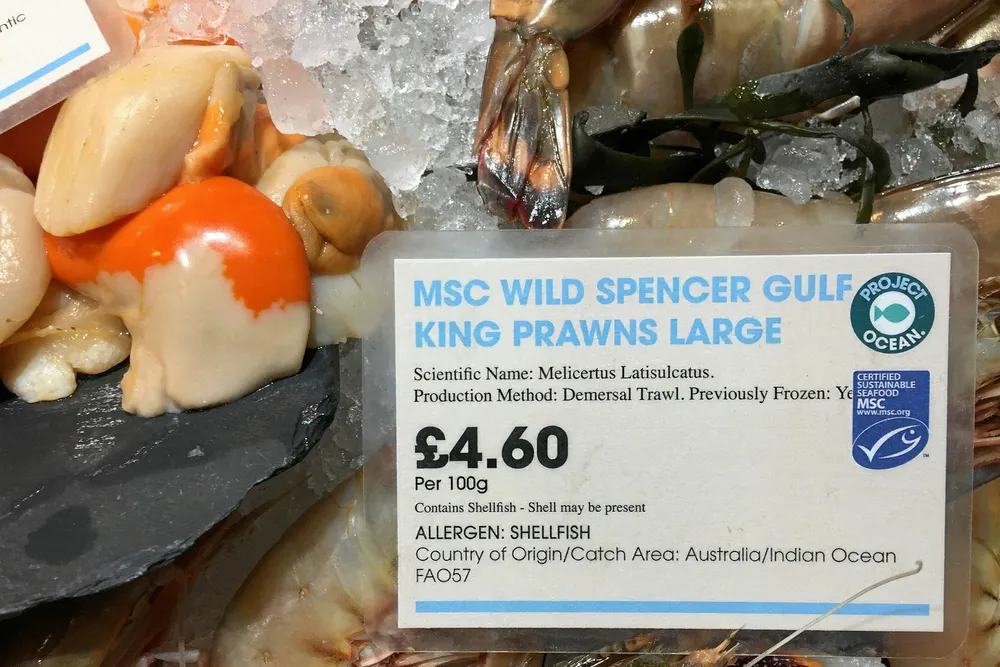 ntic
MSC WILD SPENCER GULF
KING PRAWNS LARGE
PROJECT
OCEAN.
Scientific Name: Melicertus Latisulcatus.
Production Method: Demersal Trawl. Previously Frozen: Ye
CERTIFIED
SUSTAINABLE
SEAFOOD
MSC
www.msc.org
TM
£4.60
Per 100g
Contains Shellfish - Shell may be present
ALLERGEN: SHELLFISH
Country of Origin/Catch Area: Australia/Indian Ocean
FAO57